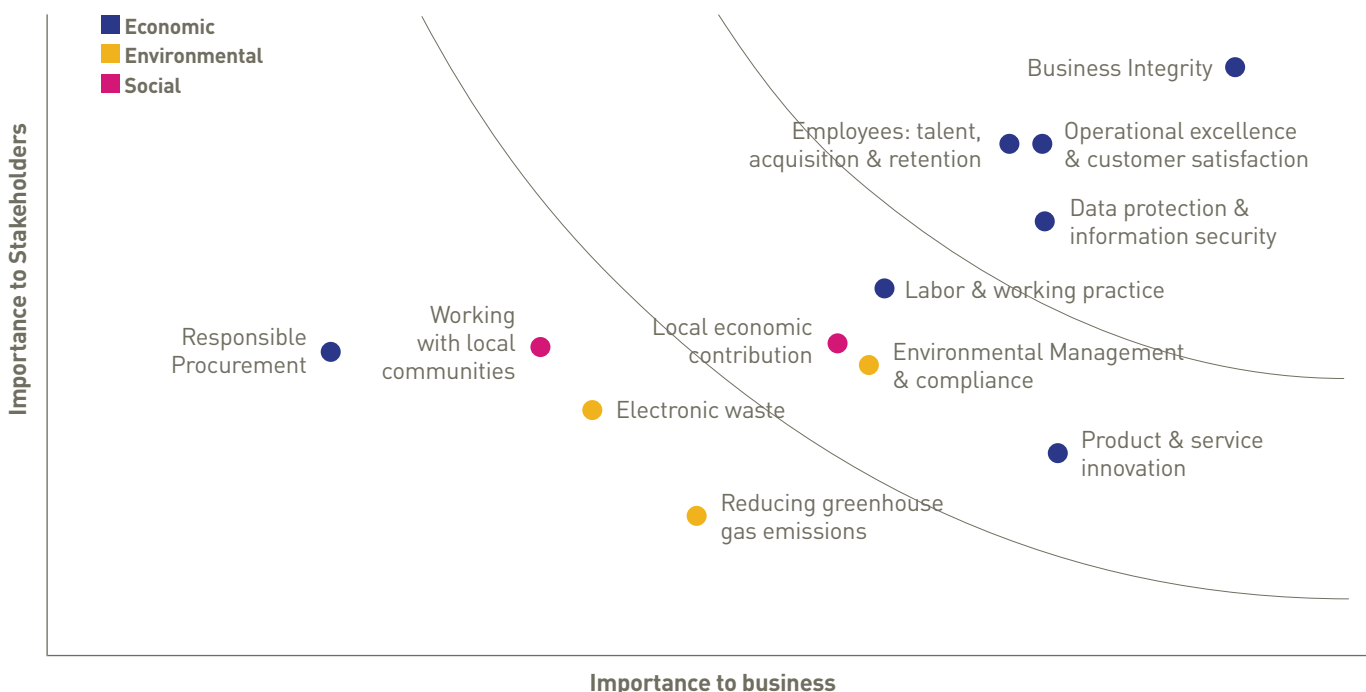 Economic
Environmental
Social
Business Integrity
Employees: talent,
acquisition & retention
Operational excellence
& customer satisfaction
Data protection &
information security
Labor & working practice
Responsible
Procurement
Working
with local
communities
Local economic
contribution
Environmental Management
& compliance
Electronic waste
Product & service
innovation
Reducing greenhouse
gas emissions
Importance to Stakeholders
Importance to business